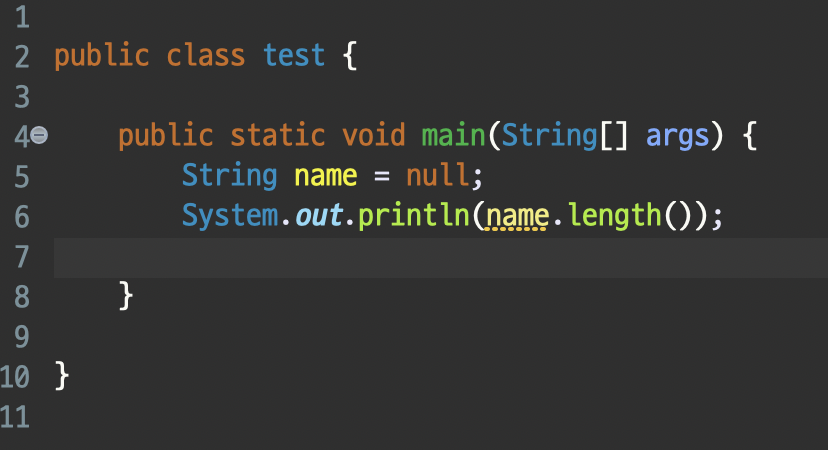 1
2 public class test {
3
4 public static void main(String[] args) {
5 String name = null;
6 System.out.println(name.length());
7
8 }
9
10 }
11